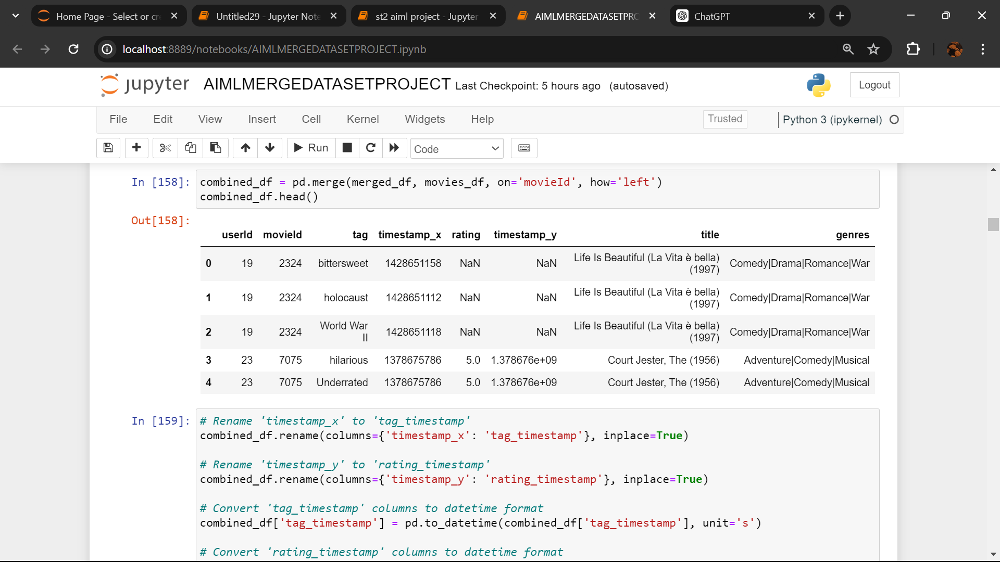 Home Page - Select or cre
Untitled29 - Jupyter Note
st2 aiml project - Jupyter
AIMLMERGEDATASETPRO
ChatGPT
localhost:8889/notebooks/AIMLMERGEDATASETPROJECT.ipynb
jupyter AIMLMERGEDATASETPROJECT Last Checkpoint: 5 hours ago (autosaved)
Logout
File Edit View Insert Cell Kernel Widgets Help Trusted Python 3 (ipykernel)
Run Code
In [158]: combined_df = pd.merge(merged_df, movies_df, on='movieId', how='left')
combined_df.head()
Out[158]:
userId movieId tag timestamp_x rating timestamp_y title genres
0 19 2324 bittersweet 1428651158 NaN NaN Life Is Beautiful (La Vita è bella) (1997) Comedy|Drama|Romance|War
1 19 2324 holocaust 1428651112 NaN NaN Life Is Beautiful (La Vita è bella) (1997) Comedy|Drama|Romance|War
2 19 2324 World War II 1428651118 NaN NaN Life Is Beautiful (La Vita è bella) (1997) Comedy|Drama|Romance|War
3 23 7075 hilarious 1378675786 5.0 1.378676e+09 Court Jester, The (1956) Adventure|Comedy|Musical
4 23 7075 Underrated 1378675786 5.0 1.378676e+09 Court Jester, The (1956) Adventure|Comedy|Musical
In [159]: # Rename 'timestamp_x' to 'tag_timestamp'
combined_df.rename(columns={'timestamp_x': 'tag_timestamp'}, inplace=True)
# Rename 'timestamp_y' to 'rating_timestamp'
combined_df.rename(columns={'timestamp_y': 'rating_timestamp'}, inplace=True)
# Convert 'tag_timestamp' columns to datetime format
combined_df['tag_timestamp'] = pd.to_datetime(combined_df['tag_timestamp'], unit='s')
# Convert 'rating_timestamp' columns to datetime format